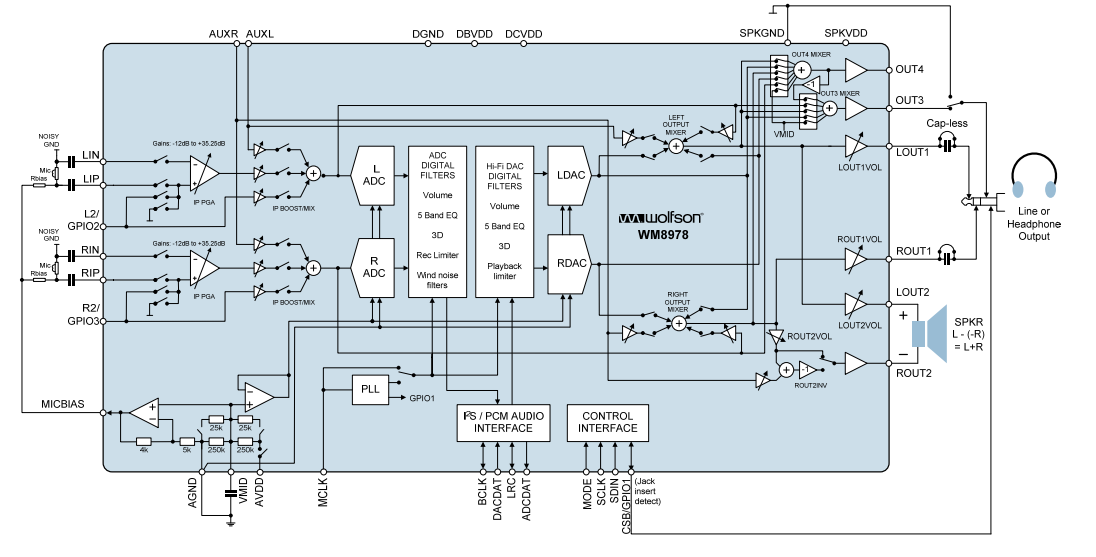 AUXR
AUXL
DGND
DBVDD
DCVDD
SPKGND
SPKVDD
OUT4 MIXER
+
-1
OUT4
OUT3 MIXER
+
OUT3
VMID
Cap-less
NOISY
GND
LIN
Mic
Rbias
LIP
L2/
GPIO2
Gains: -12dB to +35.25dB
-
+
IP PGA
+
IP BOOST/MIX
L
ADC
ADC
DIGITAL
FILTERS
Volume
5 Band EQ
3D
Rec Limiter
Wind noise
filters
Hi-Fi DAC
DIGITAL
FILTERS
Volume
5 Band EQ
3D
Playback
limiter
LDAC
LEFT
OUTPUT
MIXER
+
LOUT1
LOUT1VOL
wolfson®
WM8978
Line or
Headphone
Output
NOISY
GND
RIN
Mic
Rbias
RIP
R2/
GPIO3
Gains: -12dB to +35.25dB
-
+
IP PGA
+
IP BOOST/MIX
R
ADC
RDAC
ROUT1VOL
ROUT1
RIGHT
OUTPUT
MIXER
+
LOUT2
LOUT2VOL
ROUT2VOL
+
-1
ROUT2INV
ROUT2
+
−
SPKR
L - (-R)
= L+R
MICBIAS
+
-
-
+
4k
5k
25k
25k
250k
250k
PLL
GPIO1
I²S / PCM AUDIO
INTERFACE
CONTROL
INTERFACE
AGND
VMID
AVDD
MCLK
BCLK
DACDAT
LRC
ADCDAT
MODE
SCLK
SDIN
CSB/GPIO1
(Jack
insert
detect)